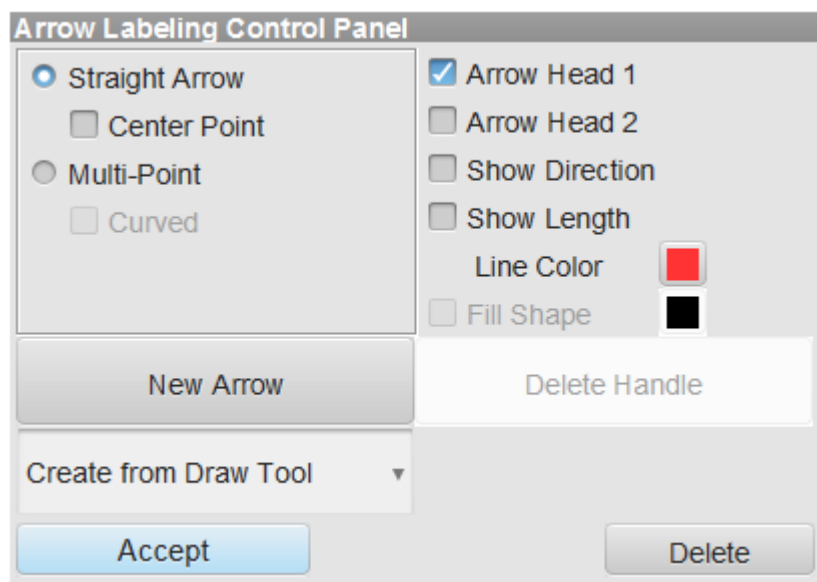 Arrow Labeling Control Panel
Straight Arrow
Center Point
Multi-Point
Curved
Arrow Head 1
Arrow Head 2
Show Direction
Show Length
Line Color
Fill Shape
New Arrow
Delete Handle
Create from Draw Tool
Accept
Delete